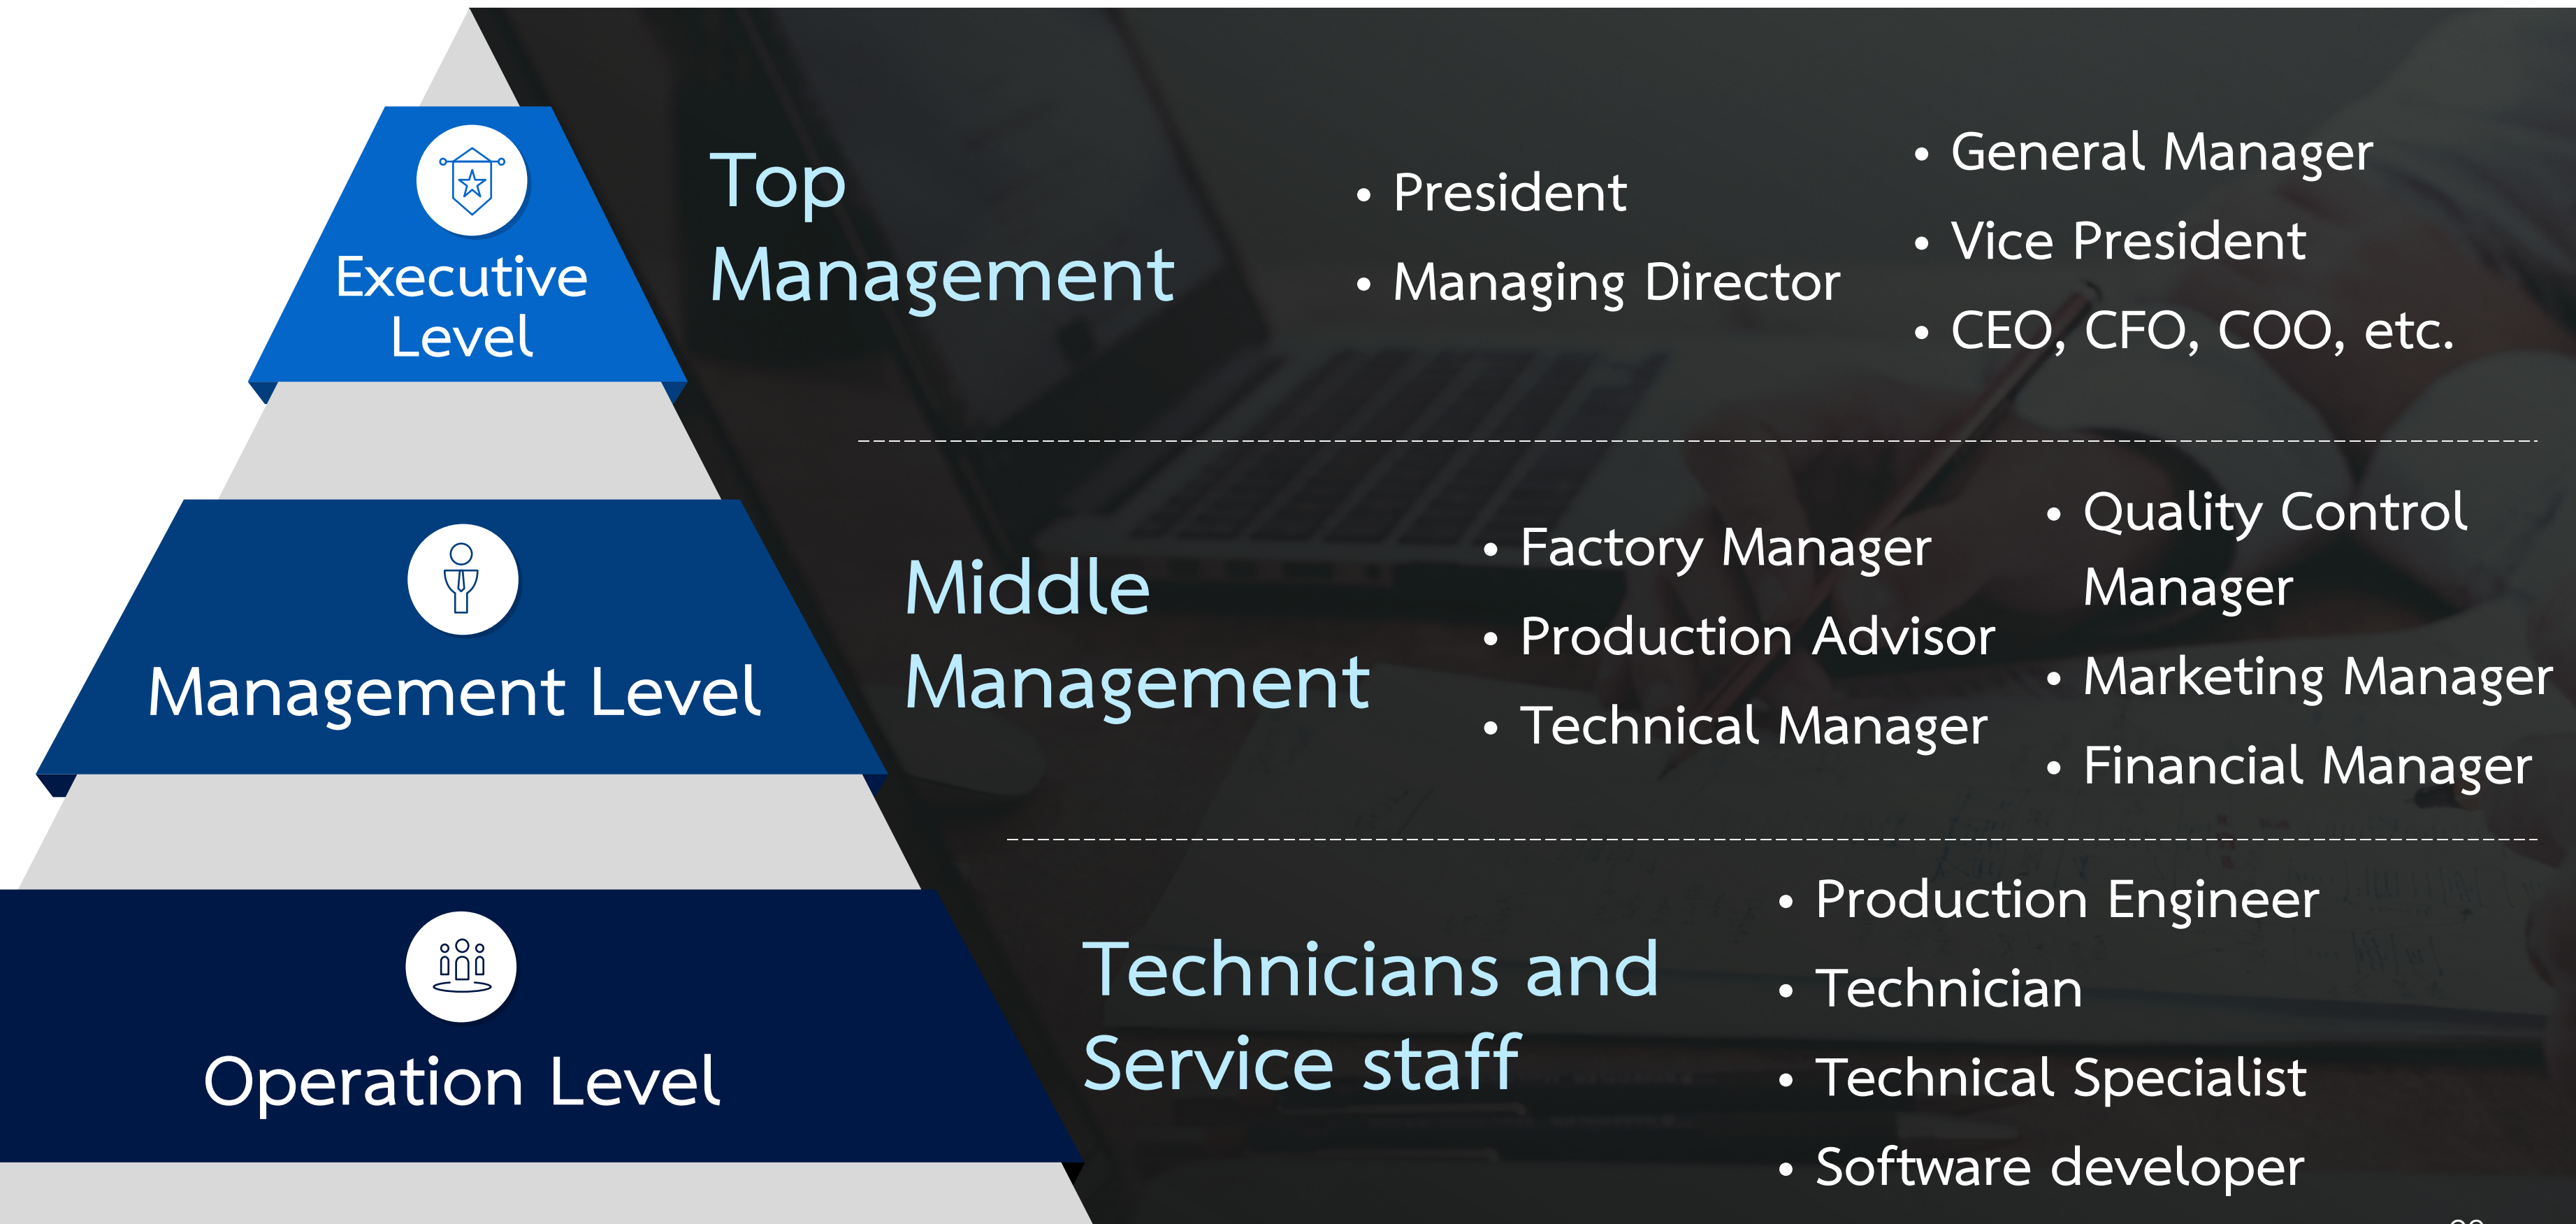 Executive
Level
Top
Management
• President
• Managing Director
• General Manager
• Vice President
• CEO, CFO, COO, etc.
Management Level
Middle
Management
• Factory Manager
• Production Advisor
• Technical Manager
• Quality Control
Manager
• Marketing Manager
• Financial Manager
Operation Level
Technicians and
Service staff
• Production Engineer
• Technician
• Technical Specialist
• Software developer